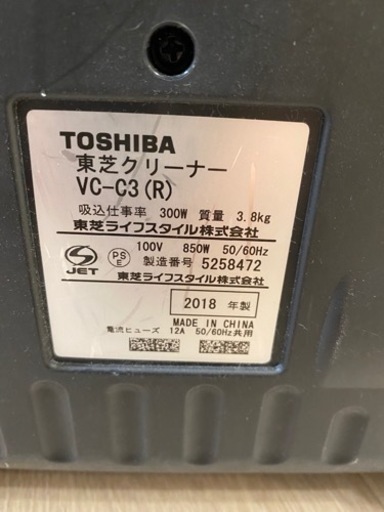 TOSHIBA
東芝クリーナー
VC-C3(R)
吸込仕事率 300W 質量 3.8kg
東芝ライフスタイル株式会社
100V 850W 50/60Hz
JET PSE 製造番号 5258472
東芝ライフスタイル株式会社
2018 年製
MADE IN CHINA
電流ヒューズ 12A 50/60Hz共用